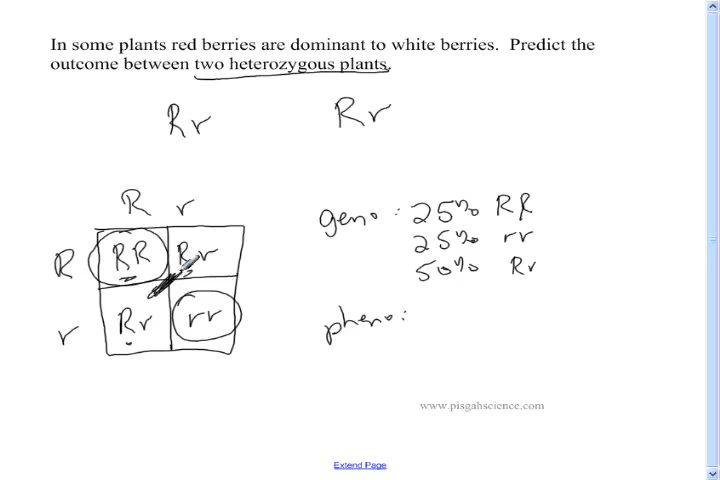 In some plants red berries are dominant to white berries. Predict the
outcome between two heterozygous plants.
Rr Rr
R r
R RR Rr
r Rr rr
geno: 25% RR
25% rr
50% Rr
pheno:
www.pisgahscience.com
Extend Page